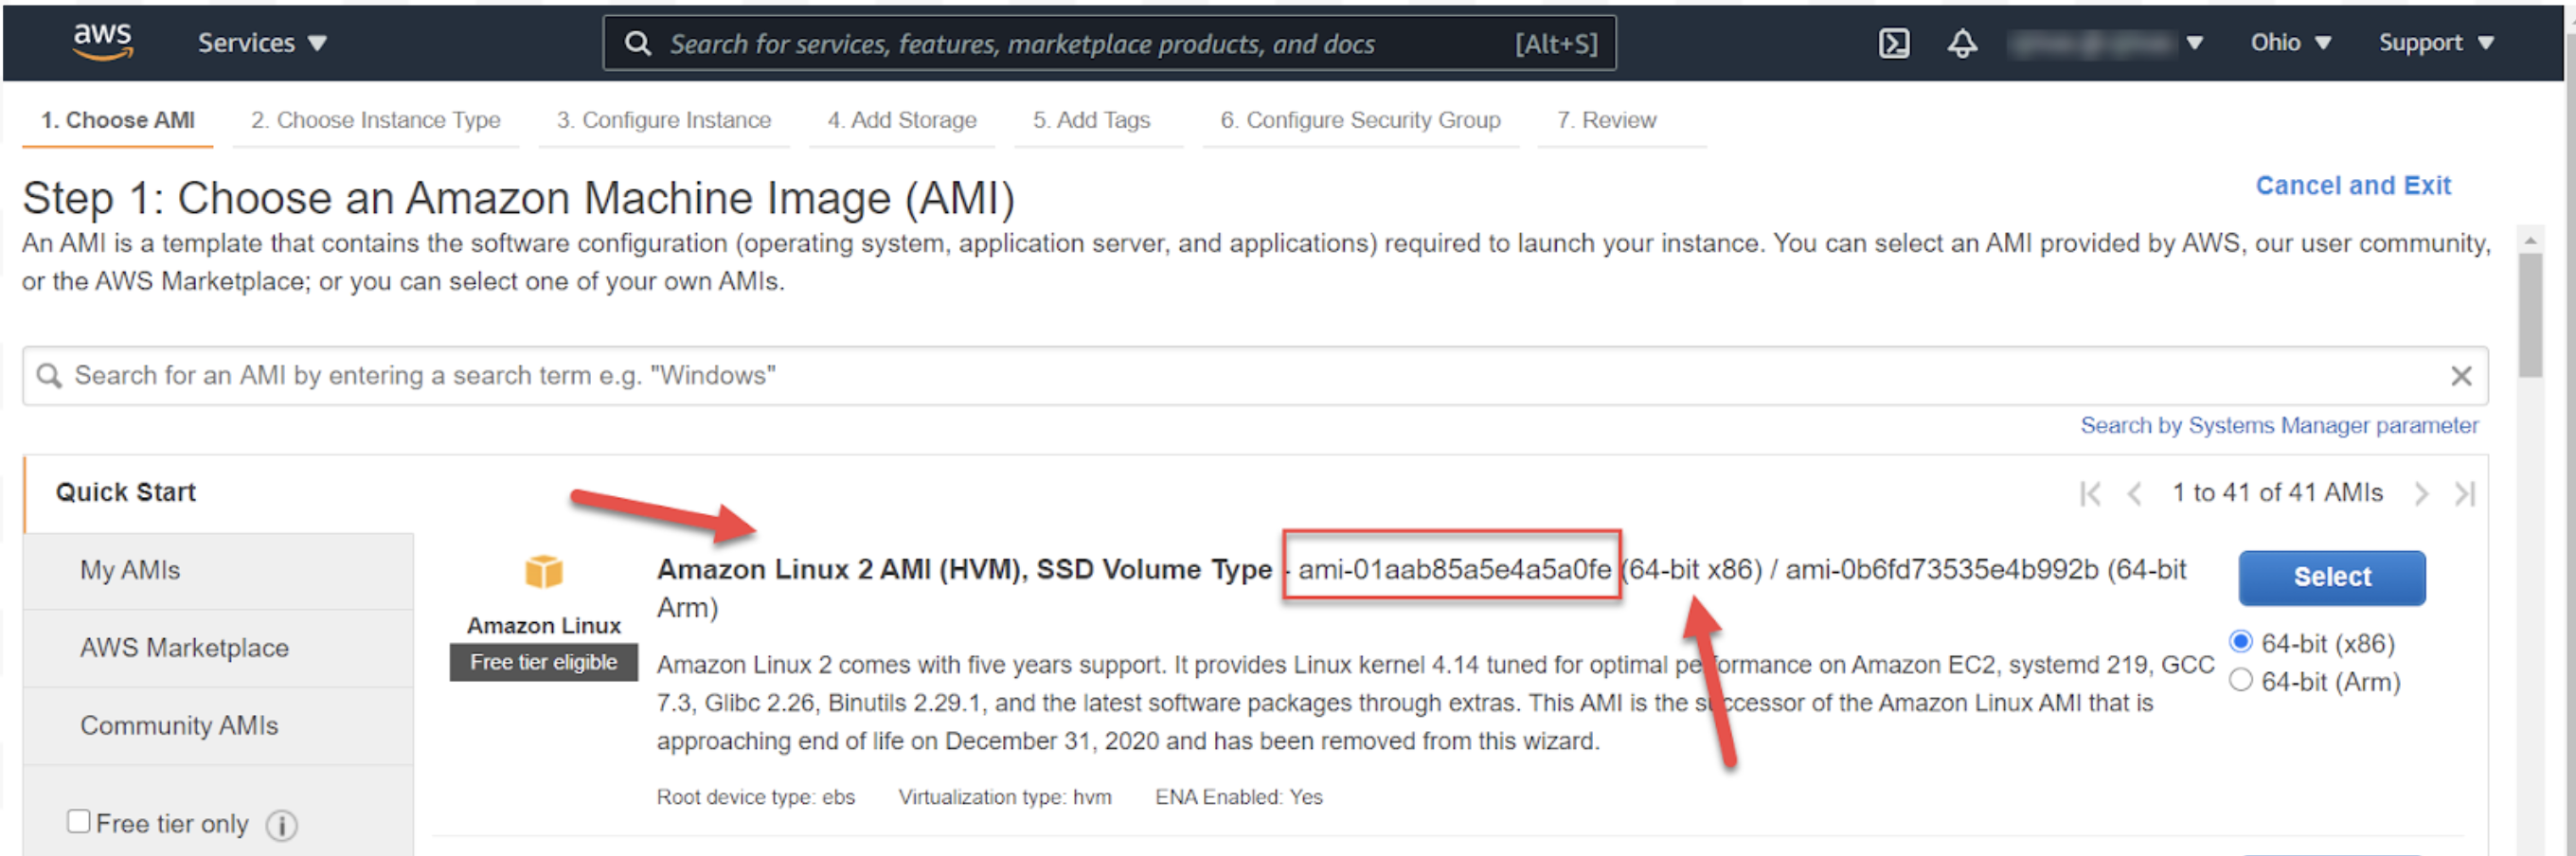 aws
Services
Search for services, features, marketplace products, and docs [Alt+S]
Ohio
Support
1. Choose AMI
2. Choose Instance Type
3. Configure Instance
4. Add Storage
5. Add Tags
6. Configure Security Group
7. Review
Step 1: Choose an Amazon Machine Image (AMI)
Cancel and Exit
An AMI is a template that contains the software configuration (operating system, application server, and applications) required to launch your instance. You can select an AMI provided by AWS, our user community,
or the AWS Marketplace; or you can select one of your own AMIs.
Search for an AMI by entering a search term e.g. "Windows"
Search by Systems Manager parameter
Quick Start
My AMIs
AWS Marketplace
Community AMIs
Free tier only
1 to 41 of 41 AMIs
Amazon Linux
Free tier eligible
Amazon Linux 2 AMI (HVM), SSD Volume Type - ami-01aab85a5e4a5a0fe (64-bit x86) / ami-0b6fd73535e4b992b (64-bit
Arm)
Amazon Linux 2 comes with five years support. It provides Linux kernel 4.14 tuned for optimal performance on Amazon EC2, systemd 219, GCC
7.3, Glibc 2.26, Binutils 2.29.1, and the latest software packages through extras. This AMI is the successor of the Amazon Linux AMI that is
approaching end of life on December 31, 2020 and has been removed from this wizard.
Root device type: ebs Virtualization type: hvm ENA Enabled: Yes
Select
64-bit (x86)
64-bit (Arm)